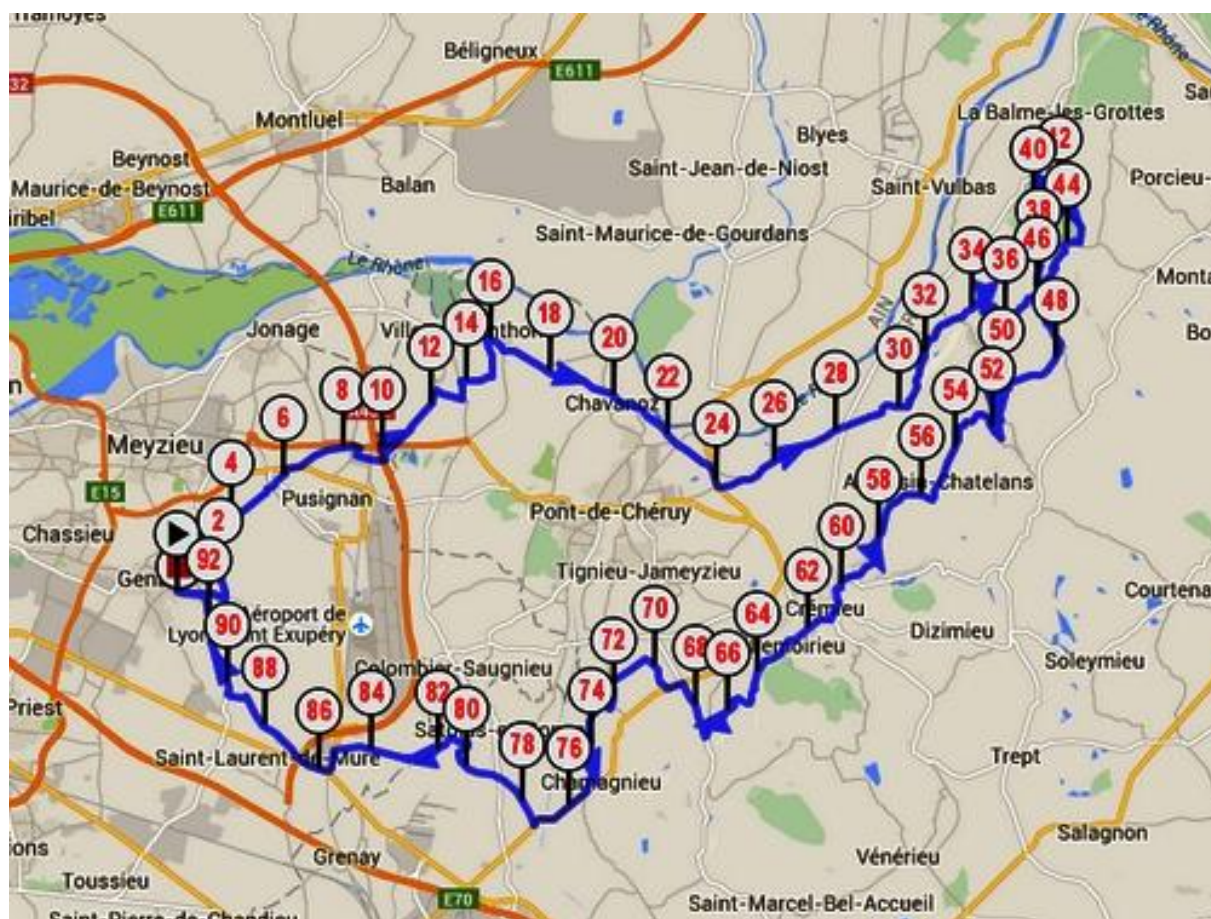 Béligneux
E611
32
Montluel
La Balme-les-Grottes
Blyes
Beynost
40
Saint-Jean-de-Niost
Maurice-de-Beynost
Balan
Saint-Vulbas
44
E611
38
Saint-Maurice-de-Gourdans
46
Le Rhône
34
36
16
32
48
Jonage
14
18
50
12
20
30
52
8
10
22
28
54
Chavanoz
26
24
6
56
Meyzieu
4
58
E15
Pusignan
Pont-de-Chéruy
2
60
Chassieu
92
Tignieu-Jameyzieu
62
Crémieu
70
64
Dizimieu
90
Aéroport de
72
68
66
Soleymieu
88
Colombier-Saugnieu
74
82
84
80
86
78
76
Saint-Laurent-de-Mure
Chamagnieu
Trept
Salagnon
Grenay
Vénérieu
Toussieu
E70
Saint-Marcel-Bel-Accueil